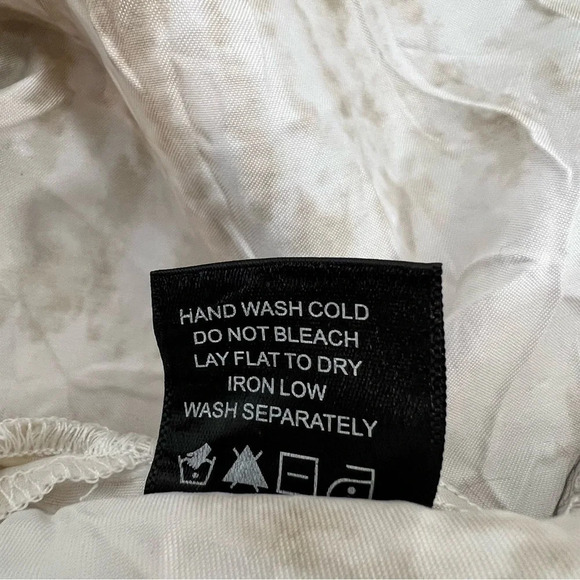 HAND WASH COLD
DO NOT BLEACH
LAY FLAT TO DRY
IRON LOW
WASH SEPARATELY